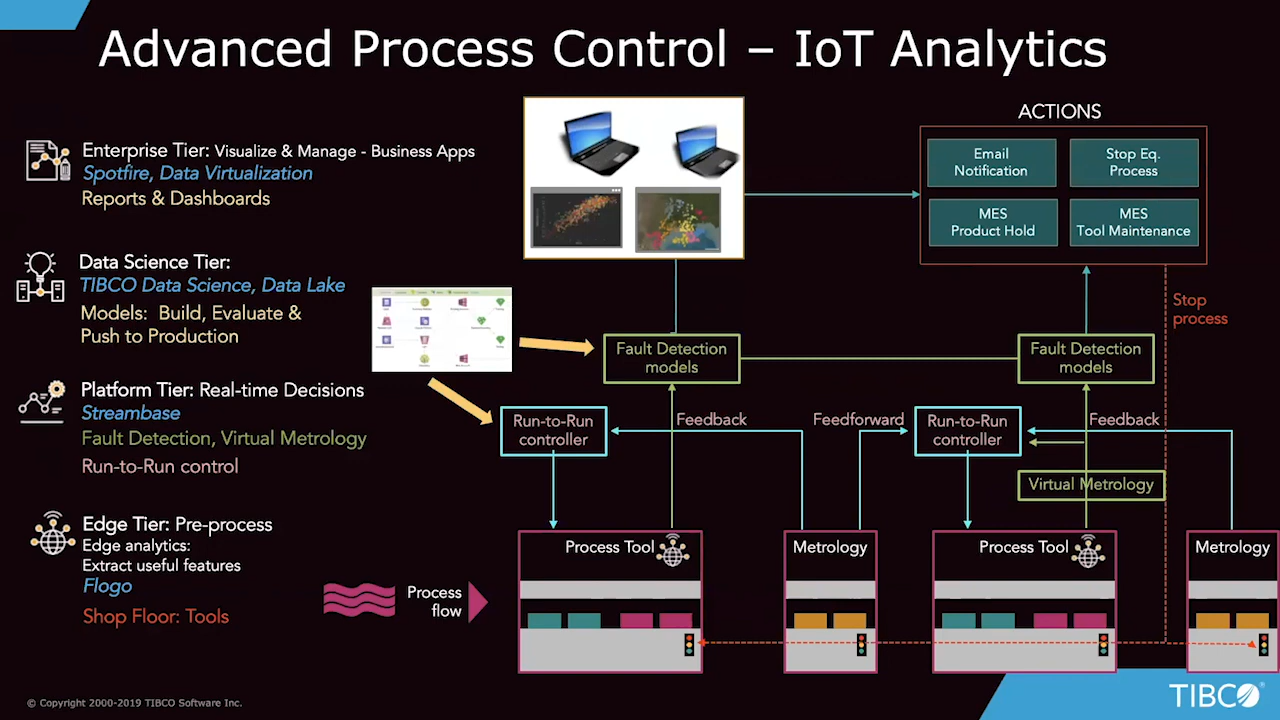 Advanced Process Control – IoT Analytics
Enterprise Tier: Visualize & Manage - Business Apps
Spotfire, Data Virtualization
Reports & Dashboards
Data Science Tier:
TIBCO Data Science, Data Lake
Models: Build, Evaluate &
Push to Production
Platform Tier: Real-time Decisions
Streambase
Fault Detection, Virtual Metrology
Run-to-Run control
Edge Tier: Pre-process
Edge analytics:
Extract useful features
Flogo
Shop Floor: Tools
Process
flow
ACTIONS
Email
Notification
Stop Eq.
Process
MES
Product Hold
MES
Tool Maintenance
Stop
process
Fault Detection
models
Fault Detection
models
Run-to-Run
controller
Feedback
Feedforward
Run-to-Run
controller
Feedback
Virtual Metrology
Process Tool
Metrology
Process Tool
Metrology
© Copyright 2000-2019 TIBCO Software Inc.
TIBCO®